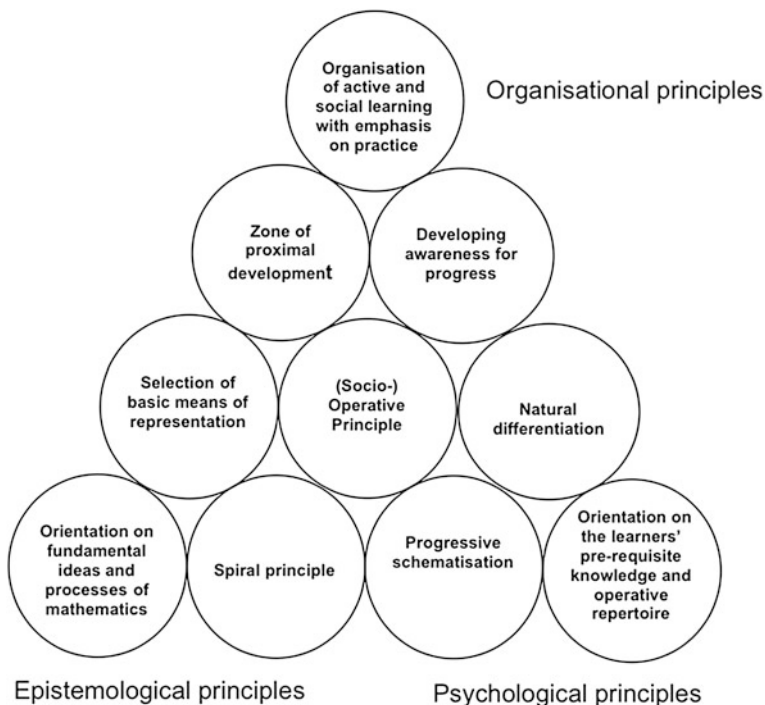 Organisation
of active and
social learning
with emphasis
on practice
Organisational principles
Zone of
proximal
development
Developing
awareness for
progress
Selection of
basic means of
representation
(Socio-)
Operative
Principle
Natural
differentiation
Orientation on
fundamental
ideas and
processes of
mathematics
Spiral principle
Progressive
schematisation
Orientation on
the learners'
pre-requisite
knowledge and
operative
repertoire
Epistemological principles
Psychological principles